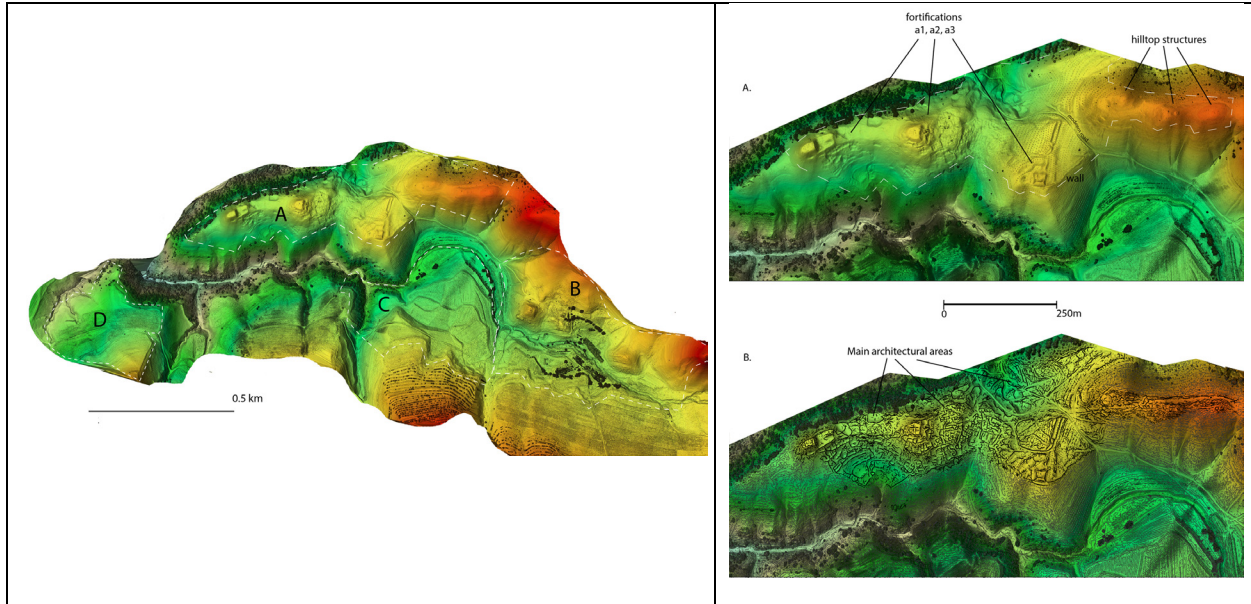 A
B
C
D
0.5 km
fortifications
a1, a2, a3
hilltop structures
A.
wall
0
250m
Main architectural areas
B.